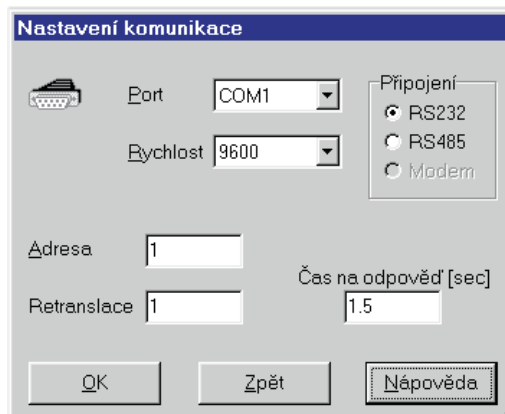 Nastavení komunikace
Port
COM1
Rychlost
9600
Připojení
RS232
RS485
Modem
Adresa
1
Retranslace
1
Čas na odpověď [sec]
1.5
OK
Zpět
Nápověda